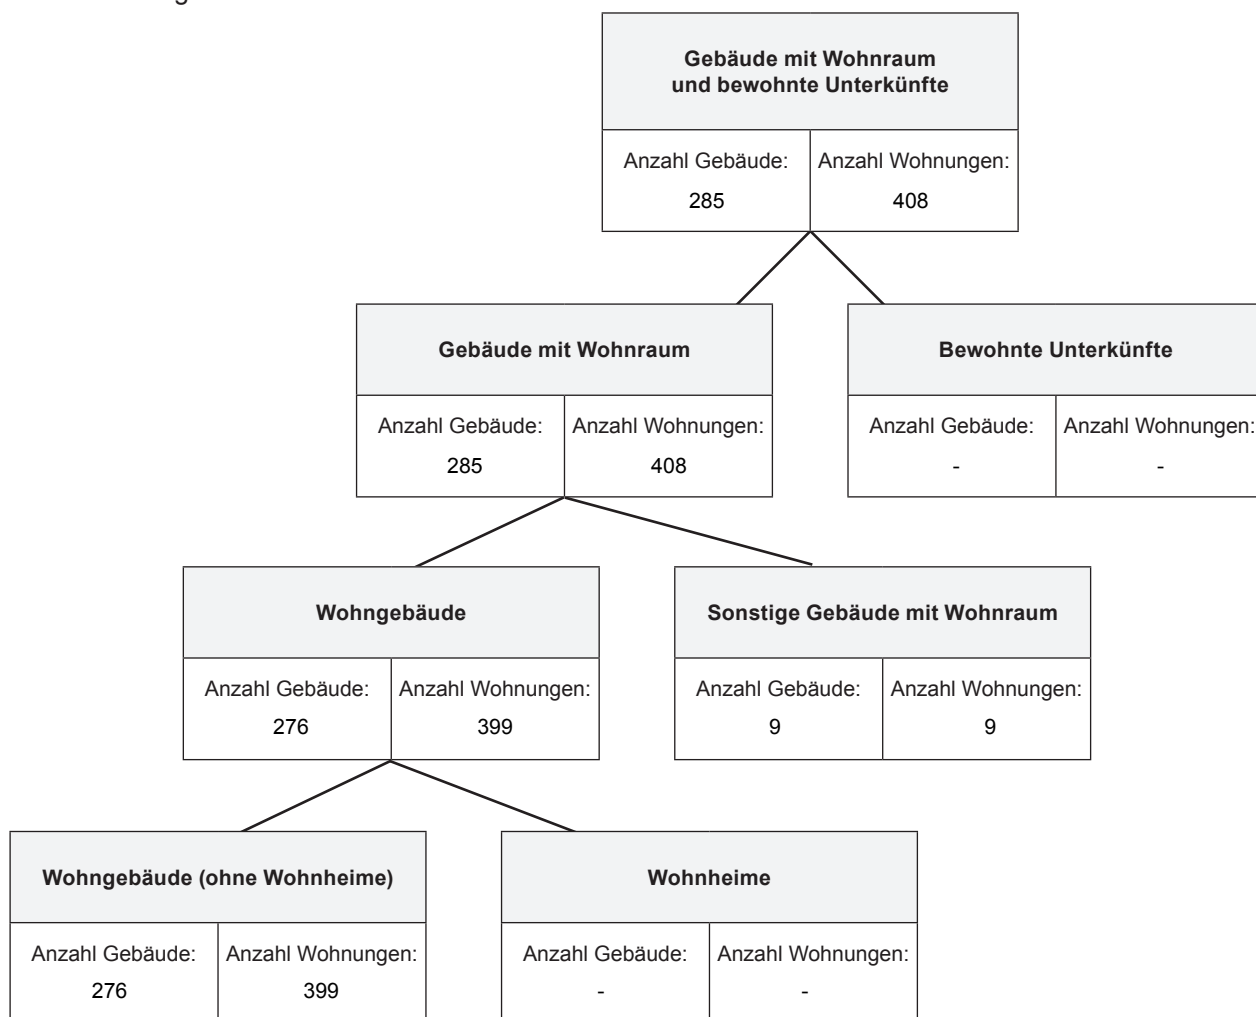 Gebäude mit Wohnraum
und bewohnte Unterkünfte
Anzahl Gebäude: Anzahl Wohnungen:
285 408
Gebäude mit Wohnraum Bewohnte Unterkünfte
Anzahl Gebäude: Anzahl Wohnungen: Anzahl Gebäude: Anzahl Wohnungen:
285 408 - -
Wohngebäude Sonstige Gebäude mit Wohnraum
Anzahl Gebäude: Anzahl Wohnungen: Anzahl Gebäude: Anzahl Wohnungen:
276 399 9 9
Wohngebäude (ohne Wohnheime) Wohnheime
Anzahl Gebäude: Anzahl Wohnungen: Anzahl Gebäude: Anzahl Wohnungen:
276 399 - -